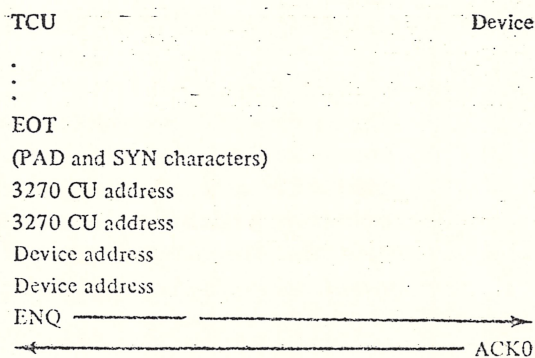 TCU Device
.
.
.
EOT
(PAD and SYN characters)
3270 CU address
3270 CU address
Device address
Device address
ENQ
ACK0